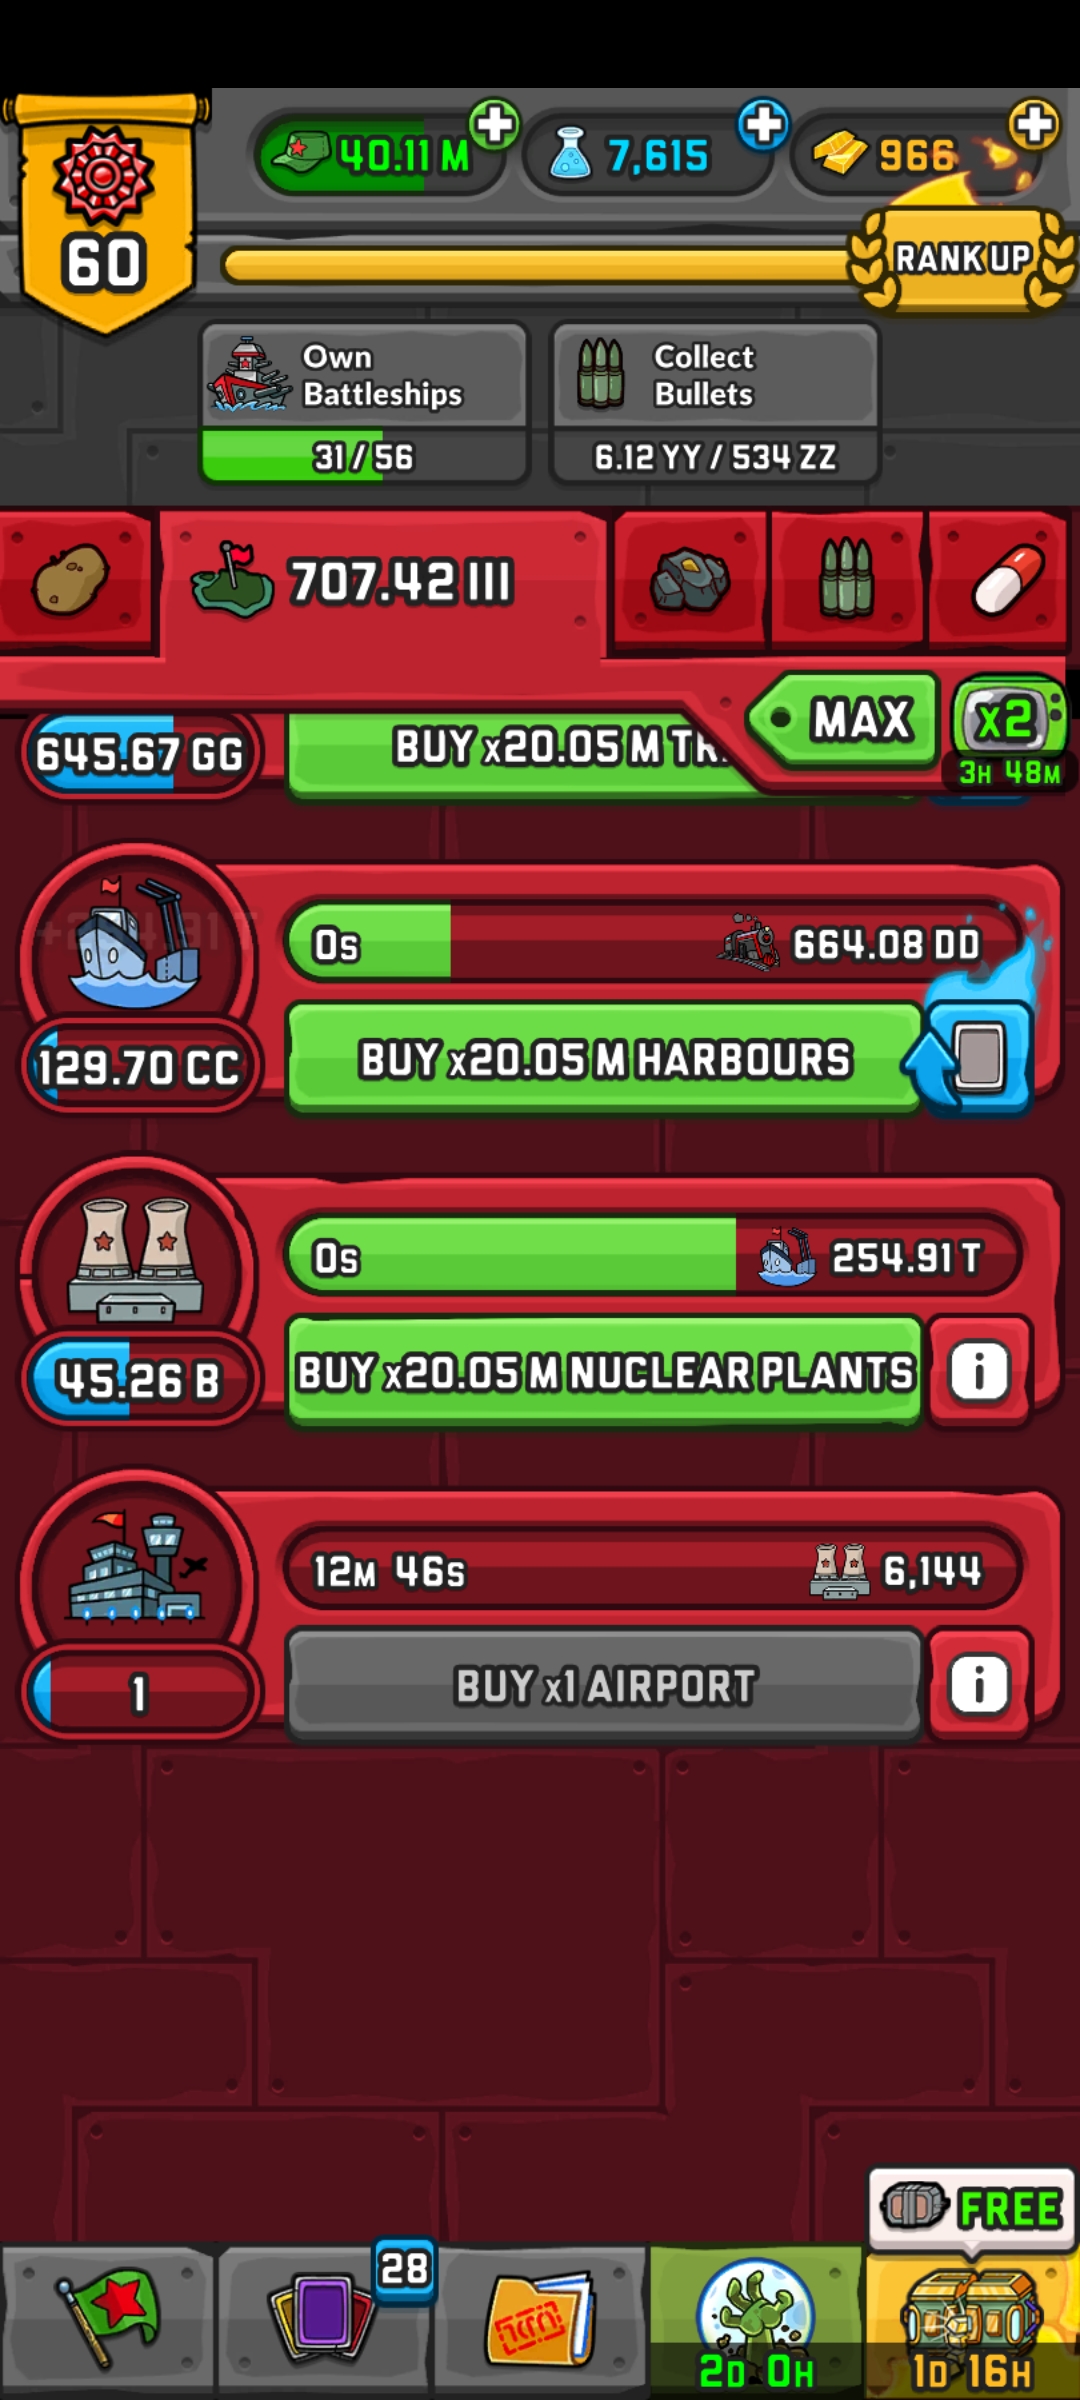 40.11 M
7,615
966
60
RANK UP
Own
Battleships
31 / 56
Collect
Bullets
6.12 YY / 534 ZZ
707.42 III
MAX
x2
3H 48M
645.67 GG
BUY x20.05 M
0s
664.08 DD
129.70 CC
BUY x20.05 M HARBOURS
0s
254.91 T
45.26 B
BUY x20.05 M NUCLEAR PLANTS
i
12M 46s
6,144
1
BUY x1 AIRPORT
i
FREE
28
2D 0H
1D 16H